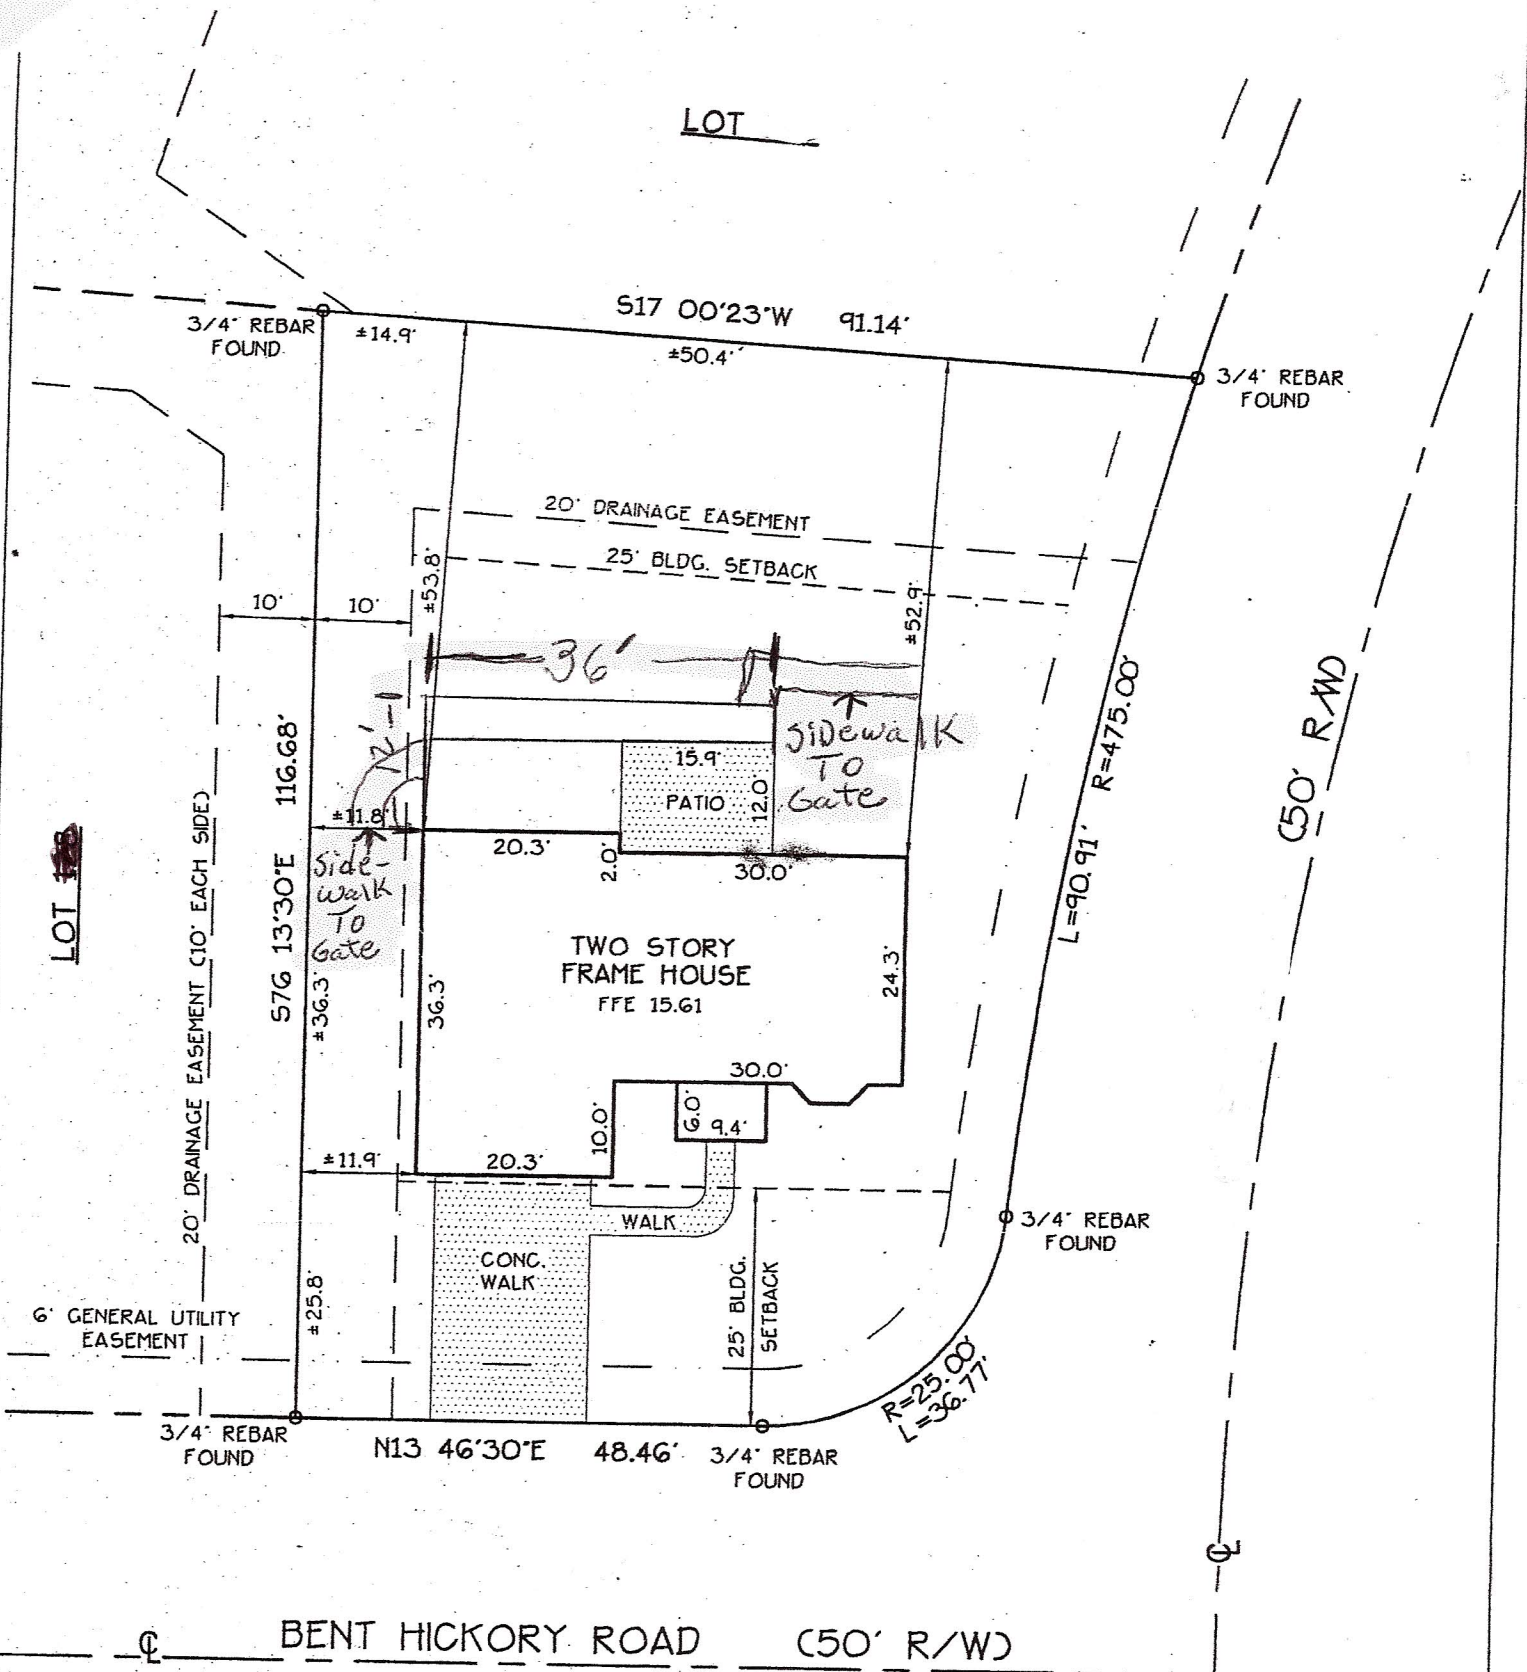 LOT
S17 00'23"W 91.14'
3/4" REBAR
FOUND
±14.9'
±50.4'
3/4" REBAR
FOUND
20' DRAINAGE EASEMENT
25' BLDG. SETBACK
±53.8'
±52.9'
10'
10'
36'
12'-1
SiDewalK
TO
Gate
15.9'
PATIO
12.0'
±11.8'
Side-
walk
TO
Gate
20.3'
2.0'
30.0'
S76 13'30"E 116.68'
LOT
20' DRAINAGE EASEMENT (10' EACH SIDE)
±36.3'
36.3'
TWO STORY
FRAME HOUSE
FFE 15.61
24.3'
L=90.91' R=475.00'
(50' R/W)
30.0'
6.0'
9.4'
10.0'
±11.9'
20.3'
WALK
CONC.
WALK
25' BLDG.
SETBACK
3/4" REBAR
FOUND
±25.8'
6' GENERAL UTILITY
EASEMENT
R=25.00'
L=36.77'
3/4" REBAR
FOUND
N13 46'30"E 48.46'
3/4" REBAR
FOUND
BENT HICKORY ROAD (50' R/W)